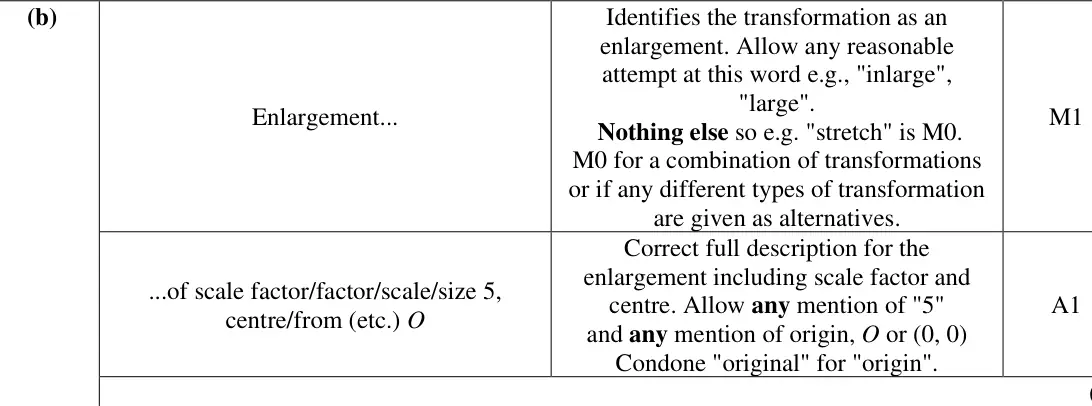 (b)
Enlargement...
Identifies the transformation as an
enlargement. Allow any reasonable
attempt at this word e.g., "inlarge",
"large".
Nothing else so e.g. "stretch" is M0.
M0 for a combination of transformations
or if any different types of transformation
are given as alternatives.
M1
...of scale factor/factor/scale/size 5,
centre/from (etc.) O
Correct full description for the
enlargement including scale factor and
centre. Allow any mention of "5"
and any mention of origin, O or (0, 0)
Condone "original" for "origin".
A1